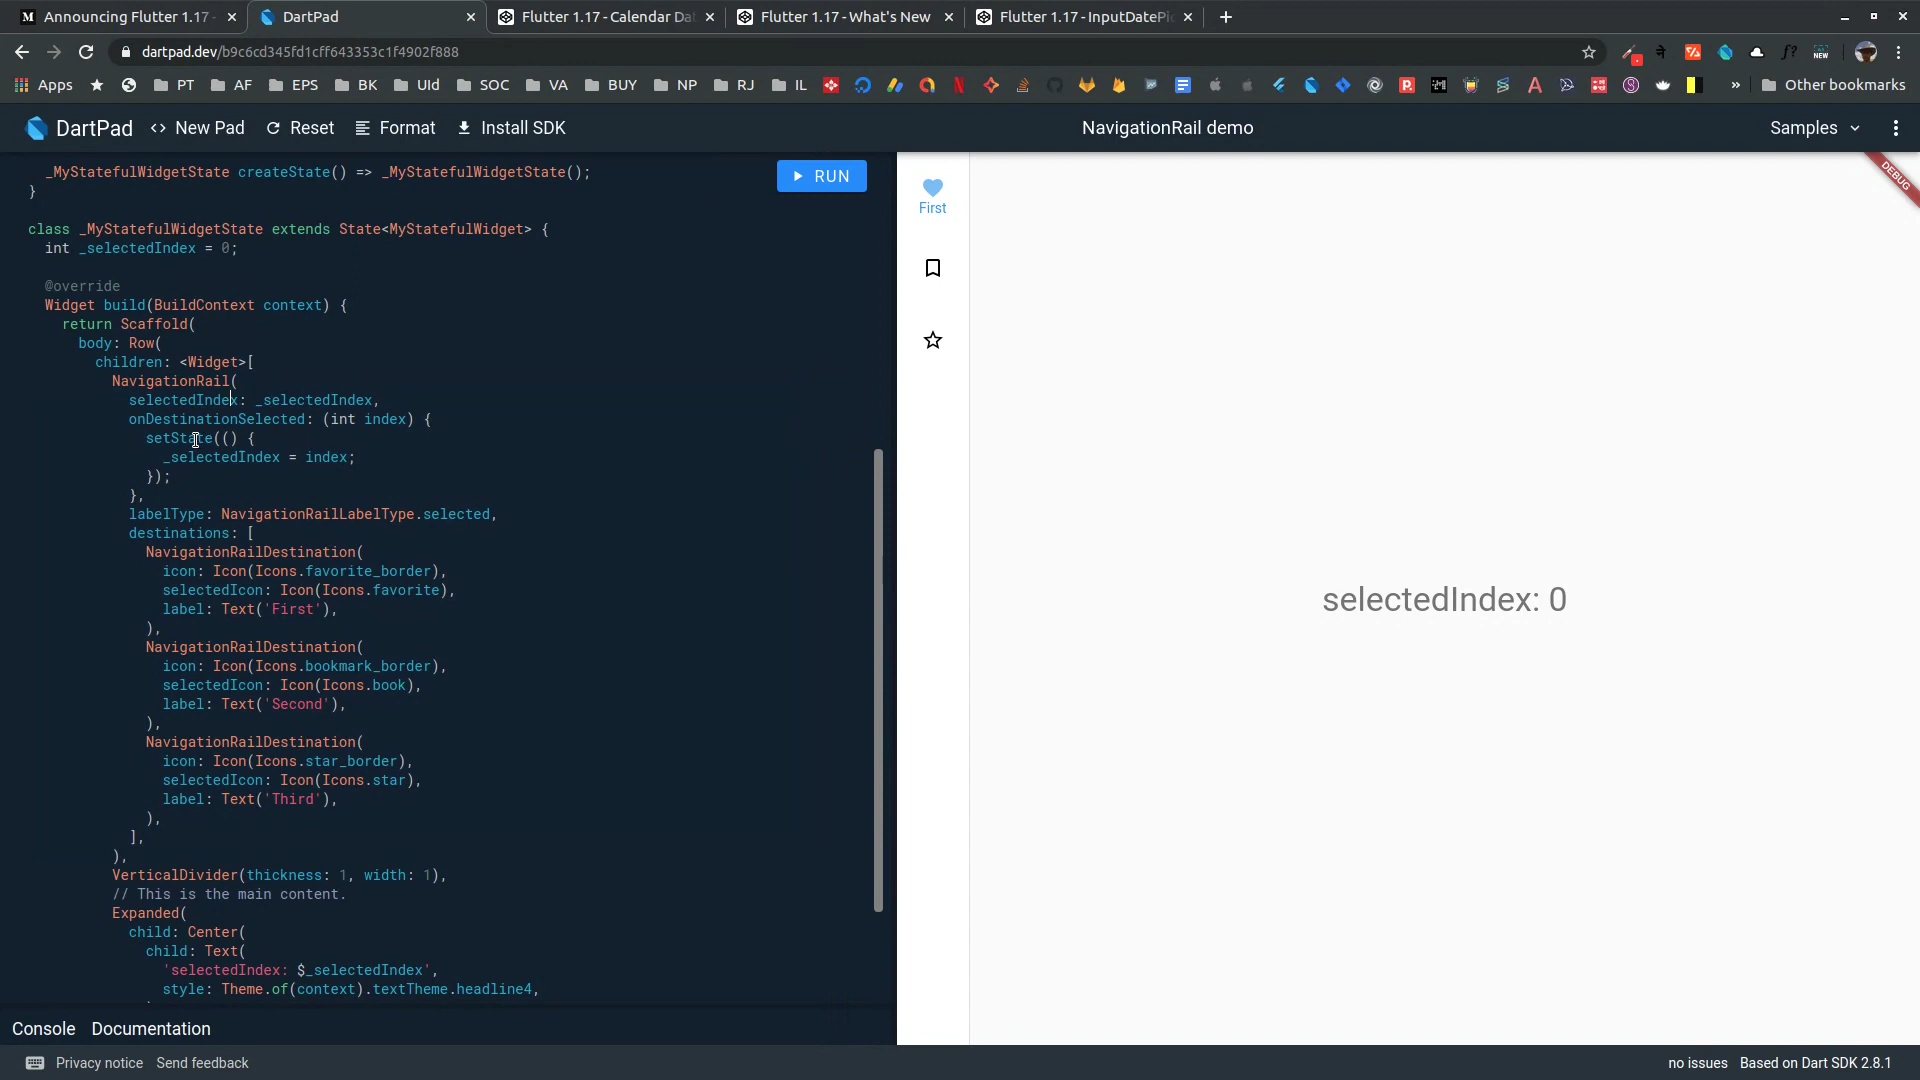 Announcing Flutter 1.17 -
DartPad
Flutter 1.17 - Calendar Da
Flutter 1.17 - What's New
Flutter 1.17 - InputDatePi
dartpad.dev/b9c6cd345fd1cff643353c1f4902f888
Apps PT AF EPS BK UId SOC VA BUY NP RJ IL » Other bookmarks
DartPad <> New Pad Reset Format Install SDK NavigationRail demo Samples
_MyStatefulWidgetState createState() => _MyStatefulWidgetState();
}
RUN
class _MyStatefulWidgetState extends State<MyStatefulWidget> {
int _selectedIndex = 0;
@override
Widget build(BuildContext context) {
return Scaffold(
body: Row(
children: <Widget>[
NavigationRail(
selectedIndex: _selectedIndex,
onDestinationSelected: (int index) {
setState(() {
_selectedIndex = index;
});
},
labelType: NavigationRailLabelType.selected,
destinations: [
NavigationRailDestination(
icon: Icon(Icons.favorite_border),
selectedIcon: Icon(Icons.favorite),
label: Text('First'),
),
NavigationRailDestination(
icon: Icon(Icons.bookmark_border),
selectedIcon: Icon(Icons.book),
label: Text('Second'),
),
NavigationRailDestination(
icon: Icon(Icons.star_border),
selectedIcon: Icon(Icons.star),
label: Text('Third'),
),
],
),
VerticalDivider(thickness: 1, width: 1),
// This is the main content.
Expanded(
child: Center(
child: Text(
'selectedIndex: $_selectedIndex',
style: Theme.of(context).textTheme.headline4,
First
DEBUG
selectedIndex: 0
Console Documentation
Privacy notice Send feedback
no issues Based on Dart SDK 2.8.1